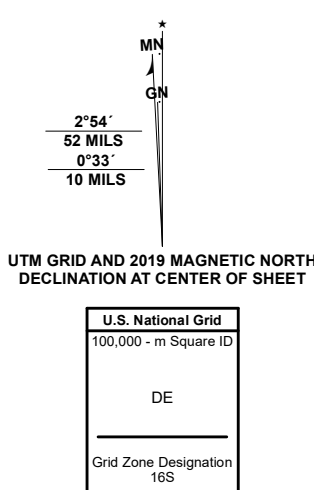 ★
MN
GN
2°54´
52 MILS
0°33´
10 MILS
UTM GRID AND 2019 MAGNETIC NORTH
DECLINATION AT CENTER OF SHEET
U.S. National Grid
100,000 - m Square ID
DE
Grid Zone Designation
16S